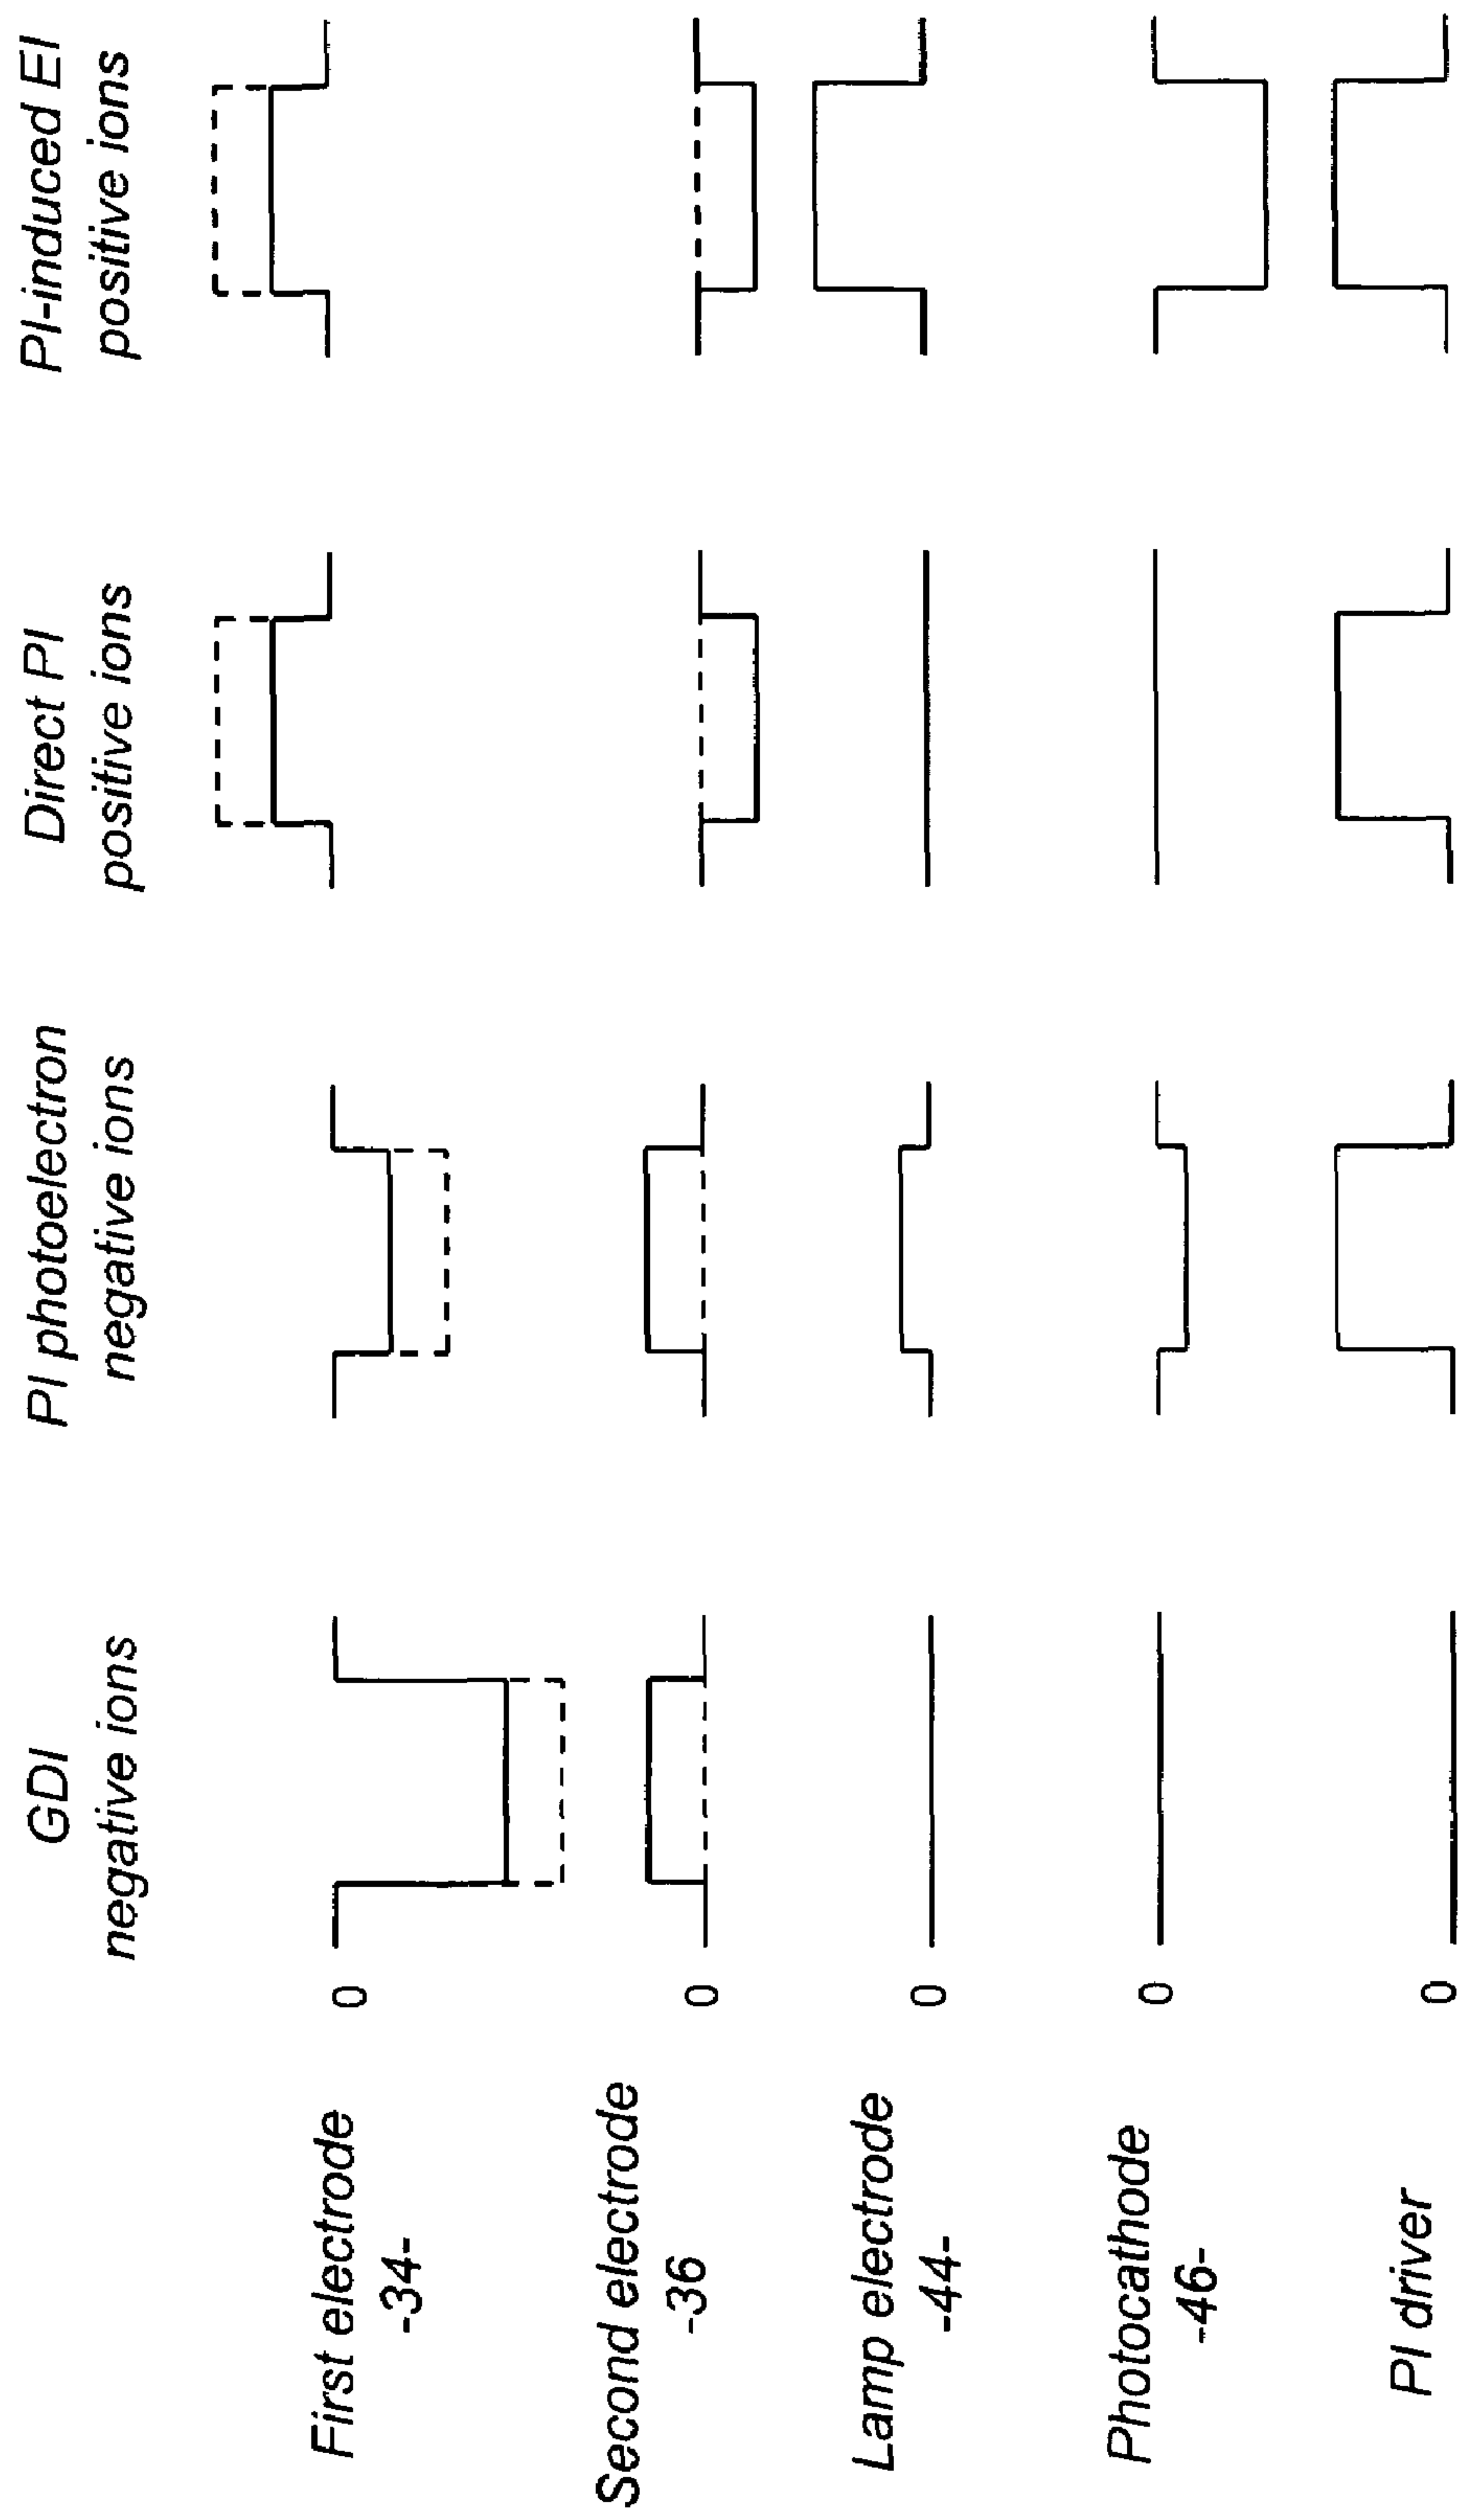 GDI
negative ions
PI photoelectron
negative ions
Direct PI
positive ions
PI-induced EI
positive ions
First electrode
-34-
0
Second electrode
-36
0
Lamp electrode
-44-
0
Photocathode
-46-
0
PI driver
0